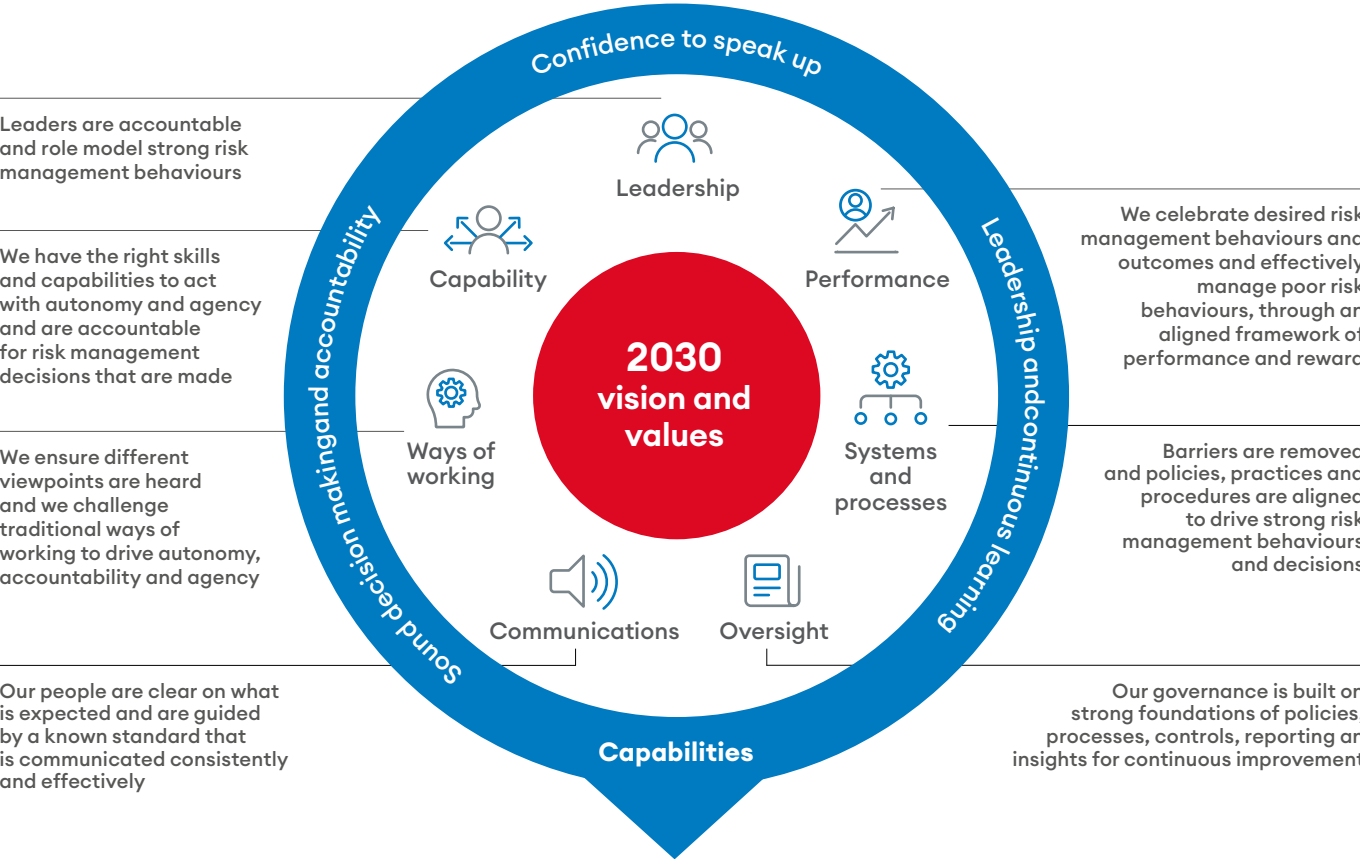 Confidence to speak up
Leaders are accountable
and role model strong risk
management behaviours
Leadership
We have the right skills
and capabilities to act
with autonomy and agency
and are accountable
for risk management
decisions that are made
Capability
Performance
We celebrate desired risk
management behaviours and
outcomes and effectively
manage poor risk
behaviours, through an
aligned framework of
performance and reward
Sound decision makingand accountability
2030
vision and
values
Leadership andcontinuous learning
We ensure different
viewpoints are heard
and we challenge
traditional ways of
working to drive autonomy,
accountability and agency
Ways of
working
Systems
and
processes
Barriers are removed
and policies, practices and
procedures are aligned
to drive strong risk
management behaviours
and decisions
Communications
Oversight
Our people are clear on what
is expected and are guided
by a known standard that
is communicated consistently
and effectively
Our governance is built on
strong foundations of policies,
processes, controls, reporting an
insights for continuous improvement
Capabilities